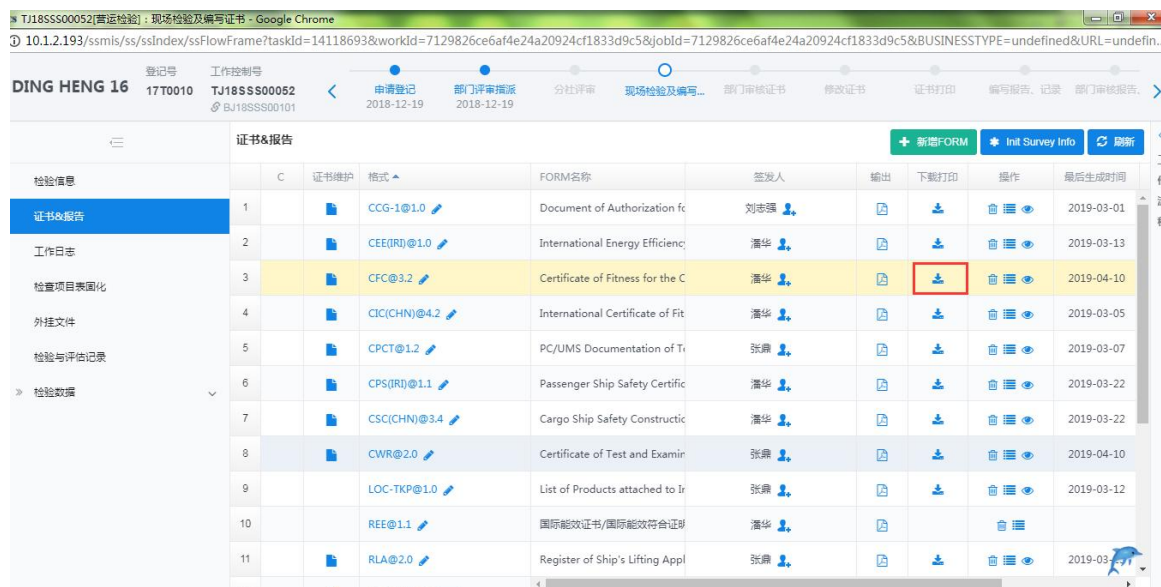 TJ18SSS00052[营运检验] : 现场检验及编写证书 - Google Chrome
10.1.2.193/ssmis/ss/ssIndex/ssFlowFrame?taskId=14118693&workId=7129826ce6af4e24a20924cf1833d9c5&jobId=7129826ce6af4e24a20924cf1833d9c5&BUSINESSTYPE=undefined&URL=undefin...
DING HENG 16 登记号 17T0010 工作控制号 TJ18SSS00052 BJ18SSS00101
申请登记 2018-12-19 部门评审指派 2018-12-19 分社评审 现场检验及编写... 部门审核证书 修改证书 证书打印 编写报告、记录 部门审核报告、
证书&报告 新增FORM Init Survey Info 刷新
检验信息
证书&报告
工作日志
检查项目表固化
外挂文件
检验与评估记录
检验数据
C 证书维护 格式 FORM名称 签发人 输出 下载打印 操作 最后生成时间
1 CCG-1@1.0 Document of Authorization fo 刘志强 2019-03-01
2 CEE(IRI)@1.0 International Energy Efficiency 潘华 2019-03-13
3 CFC@3.2 Certificate of Fitness for the C 潘华 2019-04-10
4 CIC(CHN)@4.2 International Certificate of Fit 潘华 2019-03-05
5 CPCT@1.2 PC/UMS Documentation of Te 张鼎 2019-03-07
6 CPS(IRI)@1.1 Passenger Ship Safety Certific 潘华 2019-03-22
7 CSC(CHN)@3.4 Cargo Ship Safety Constructic 潘华 2019-03-22
8 CWR@2.0 Certificate of Test and Examin 张鼎 2019-04-10
9 LOC-TKP@1.0 List of Products attached to Ir 张鼎 2019-03-12
10 REE@1.1 国际能效证书/国际能效符合证明 潘华
11 RLA@2.0 Register of Ship's Lifting Appl 张鼎 2019-03-